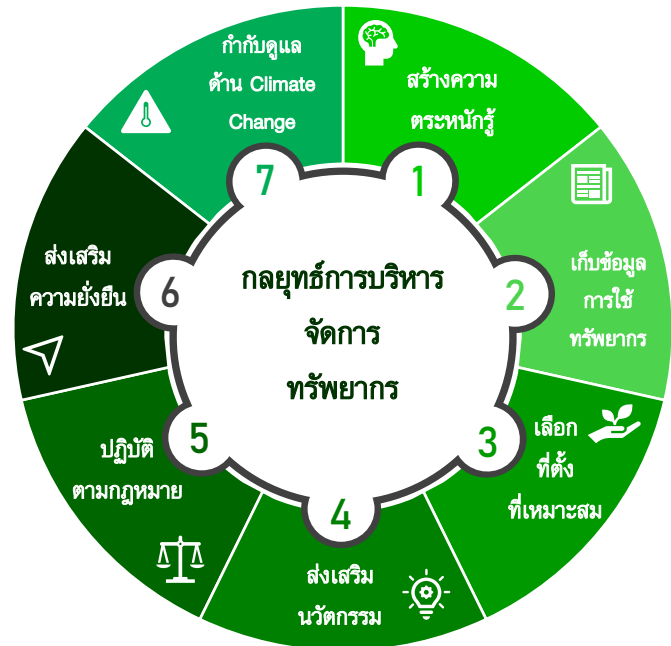 กลยุทธ์การบริหาร
จัดการ
ทรัพยากร
1
สร้างความ
ตระหนักรู้
2
เก็บข้อมูล
การใช้
ทรัพยากร
3
เลือก
ที่ตั้ง
ที่เหมาะสม
4
ส่งเสริม
นวัตกรรม
5
ปฏิบัติ
ตามกฎหมาย
6
ส่งเสริม
ความยั่งยืน
7
กำกับดูแล
ด้าน Climate
Change